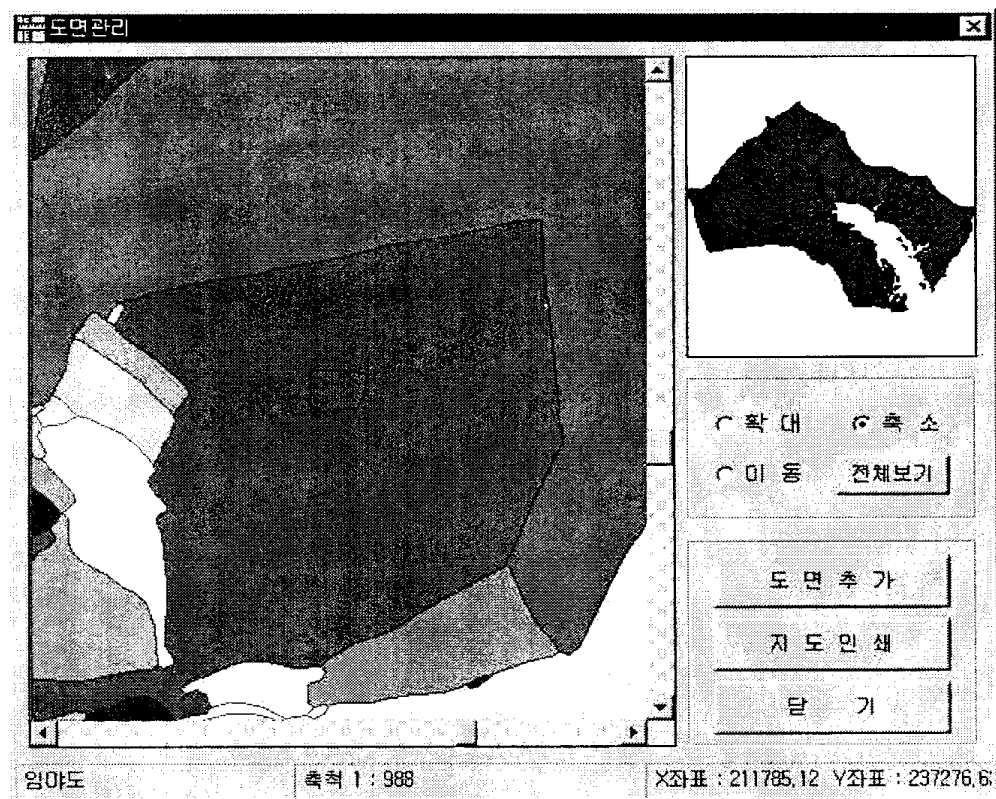 도면관리
확 대 축 소
미 동 전체보기
도 면 추 가
지 도 인 쇄
닫 기
임야도 축척 1 : 988 X좌표 : 211785,12 Y좌표 : 237276,6